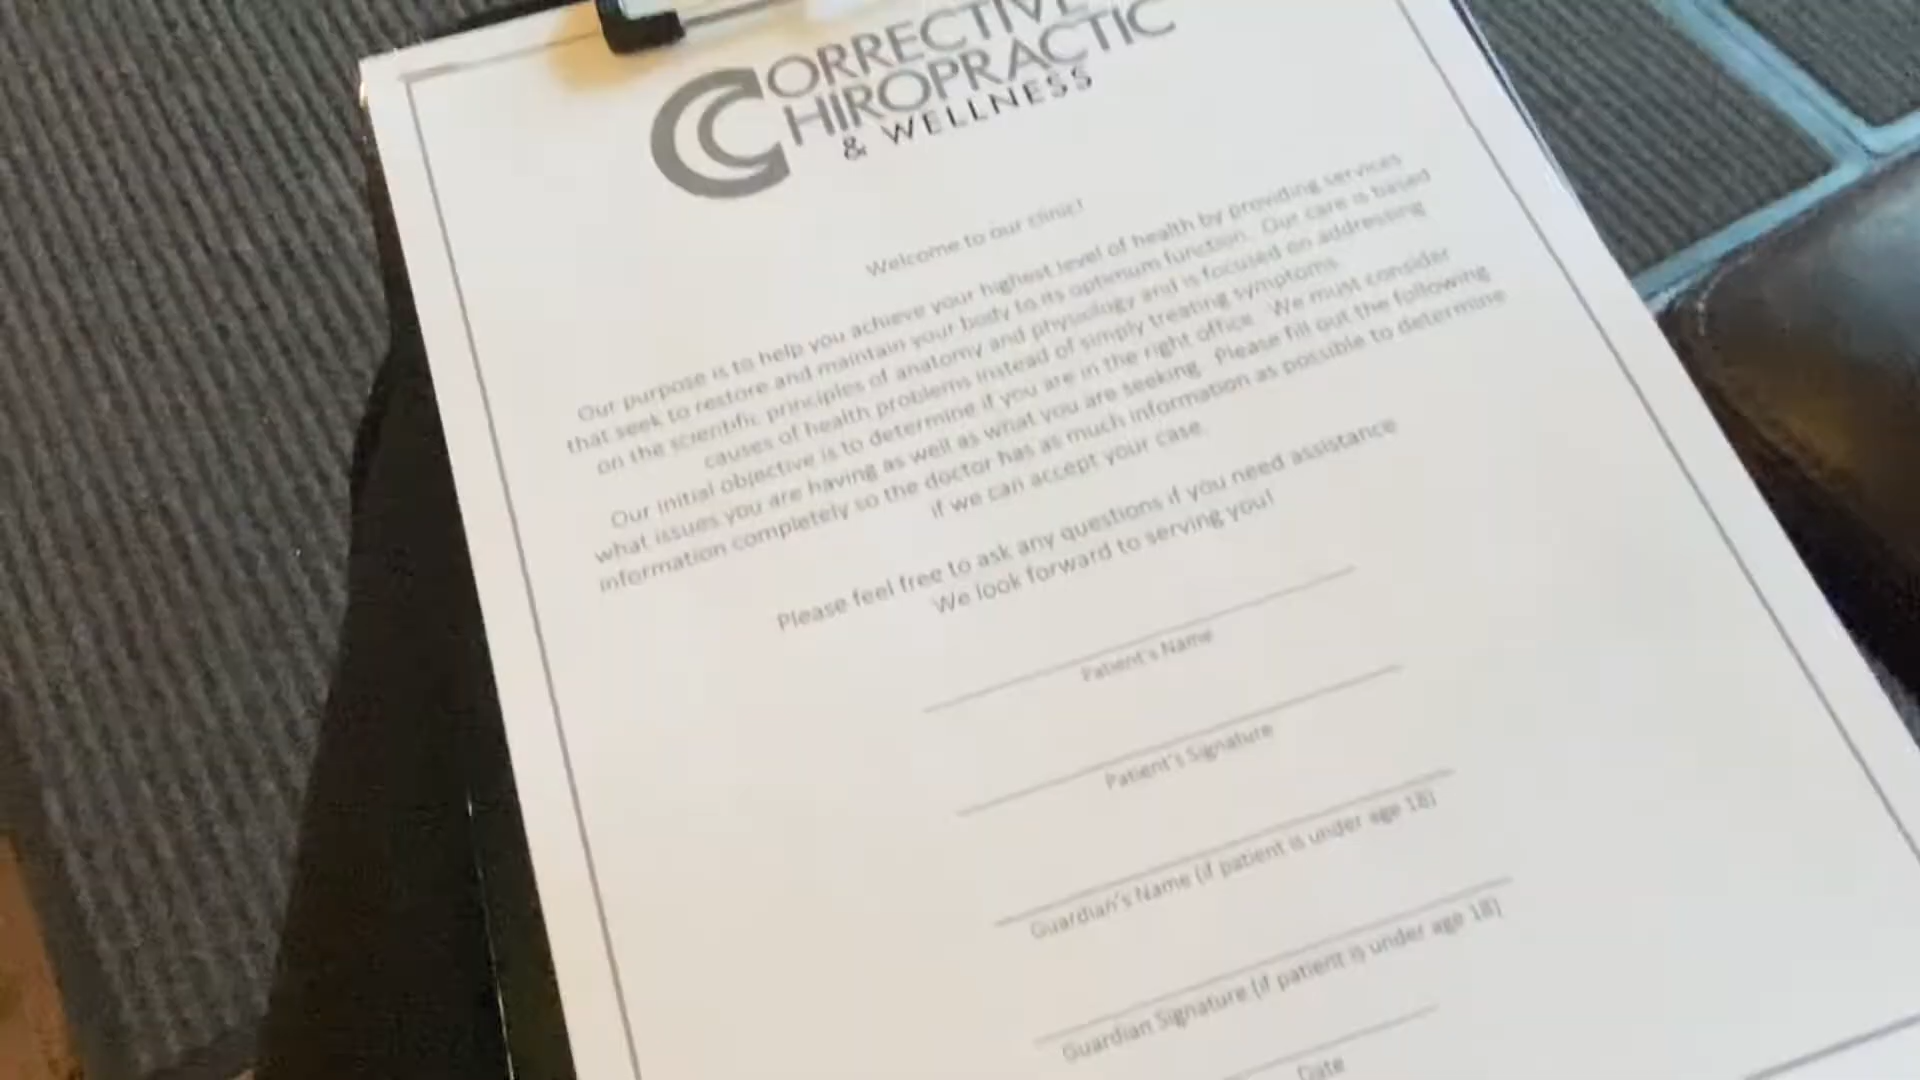 CORRECTIVE
CHIROPRACTIC
& WELLNESS
Welcome to our clinic!
Our purpose is to help you achieve your highest level of health by providing services
that seek to restore and maintain your body to its optimum function. Our care is based
on the scientific principles of anatomy and physiology and is focused on addressing
causes of health problems instead of simply treating symptoms.
Our initial objective is to determine if you are in the right office. We must consider
what issues you are having as well as what you are seeking. Please fill out the following
information completely so the doctor has as much information as possible to determine
if we can accept your case.
Please feel free to ask any questions if you need assistance
We look forward to serving you!
Patient's Name
Patient's Signature
Guardian's Name (if patient is under age 18)
Guardian Signature (if patient is under age 18)
Date